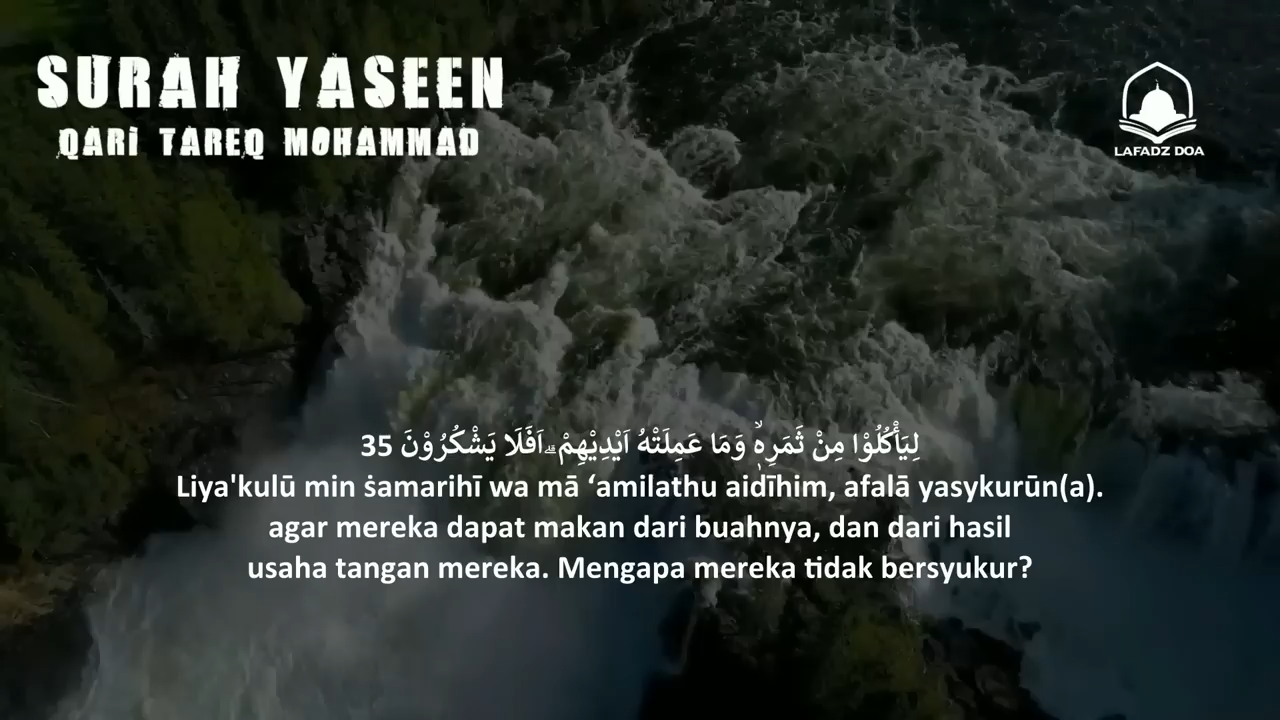 SURAH YASEEN
QARI TAREQ MOHAMMAD
LAFADZ DOA
لِيَأْكُلُوْا مِنْ ثَمَرِهٖۙ وَمَا عَمِلَتْهُ اَيْدِيْهِمْ ۗ اَفَلَا يَشْكُرُوْنَ 35
Liya'kulū min ṡamarihī wa mā ‘amilathu aidīhim, afalā yasykurūn(a).
agar mereka dapat makan dari buahnya, dan dari hasil
usaha tangan mereka. Mengapa mereka tidak bersyukur?